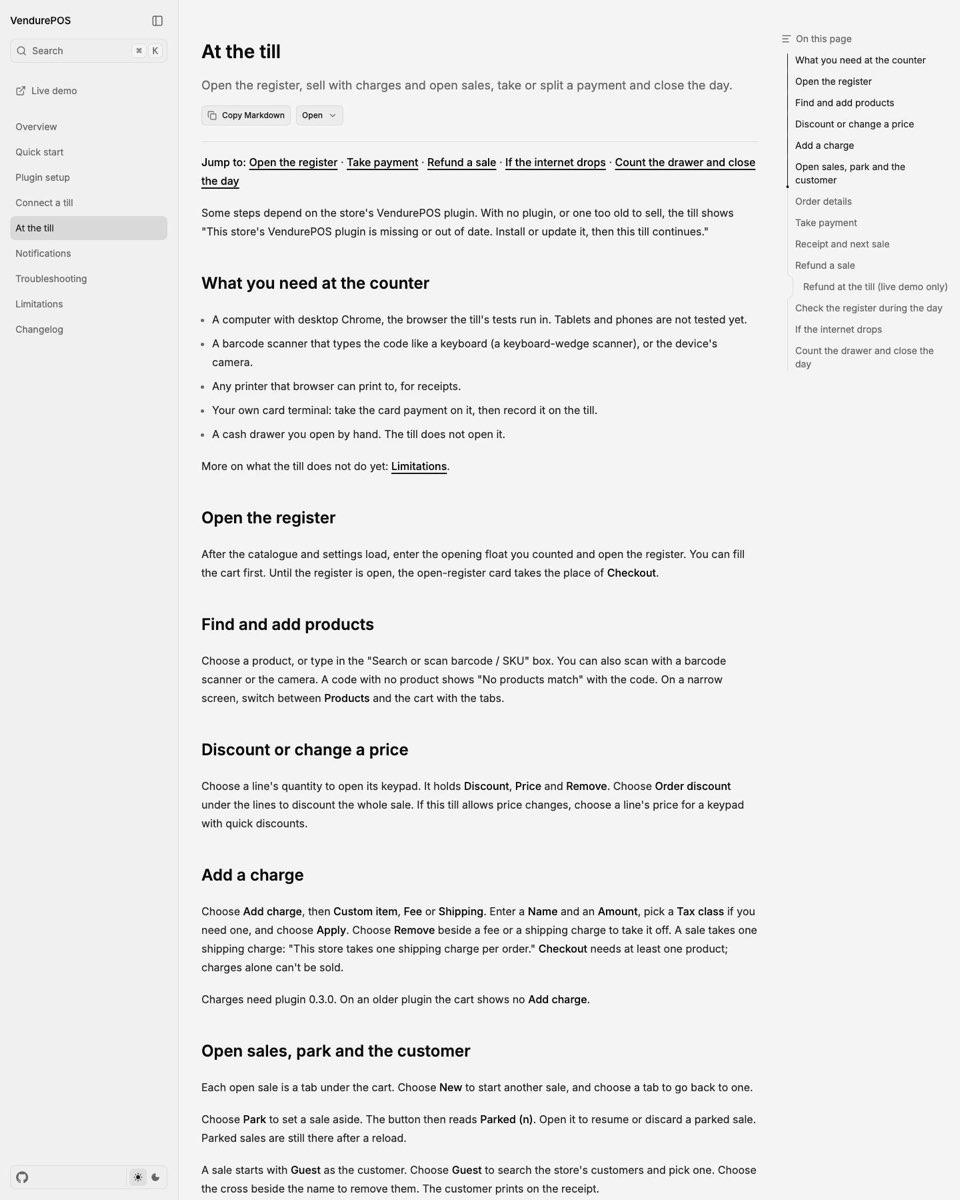 VendurePOS
Search
⌘ K
Live demo
Overview
Quick start
Plugin setup
Connect a till
At the till
Notifications
Troubleshooting
Limitations
Changelog
At the till
Open the register, sell with charges and open sales, take or split a payment and close the day.
Copy Markdown
Open
Jump to: Open the register · Take payment · Refund a sale · If the internet drops · Count the drawer and close
the day
Some steps depend on the store's VendurePOS plugin. With no plugin, or one too old to sell, the till shows
"This store's VendurePOS plugin is missing or out of date. Install or update it, then this till continues."
What you need at the counter
• A computer with desktop Chrome, the browser the till's tests run in. Tablets and phones are not tested yet.
• A barcode scanner that types the code like a keyboard (a keyboard-wedge scanner), or the device's
camera.
• Any printer that browser can print to, for receipts.
• Your own card terminal: take the card payment on it, then record it on the till.
• A cash drawer you open by hand. The till does not open it.
More on what the till does not do yet: Limitations.
Open the register
After the catalogue and settings load, enter the opening float you counted and open the register. You can fill
the cart first. Until the register is open, the open-register card takes the place of Checkout.
Find and add products
Choose a product, or type in the "Search or scan barcode / SKU" box. You can also scan with a barcode
scanner or the camera. A code with no product shows "No products match" with the code. On a narrow
screen, switch between Products and the cart with the tabs.
Discount or change a price
Choose a line's quantity to open its keypad. It holds Discount, Price and Remove. Choose Order discount
under the lines to discount the whole sale. If this till allows price changes, choose a line's price for a keypad
with quick discounts.
Add a charge
Choose Add charge, then Custom item, Fee or Shipping. Enter a Name and an Amount, pick a Tax class if you
need one, and choose Apply. Choose Remove beside a fee or a shipping charge to take it off. A sale takes one
shipping charge: "This store takes one shipping charge per order." Checkout needs at least one product;
charges alone can't be sold.
Charges need plugin 0.3.0. On an older plugin the cart shows no Add charge.
Open sales, park and the customer
Each open sale is a tab under the cart. Choose New to start another sale, and choose a tab to go back to one.
Choose Park to set a sale aside. The button then reads Parked (n). Open it to resume or discard a parked sale.
Parked sales are still there after a reload.
A sale starts with Guest as the customer. Choose Guest to search the store's customers and pick one. Choose
the cross beside the name to remove them. The customer prints on the receipt.
On this page
What you need at the counter
Open the register
Find and add products
Discount or change a price
Add a charge
Open sales, park and the
customer
Order details
Take payment
Receipt and next sale
Refund a sale
Refund at the till (live demo only)
Check the register during the day
If the internet drops
Count the drawer and close the
day